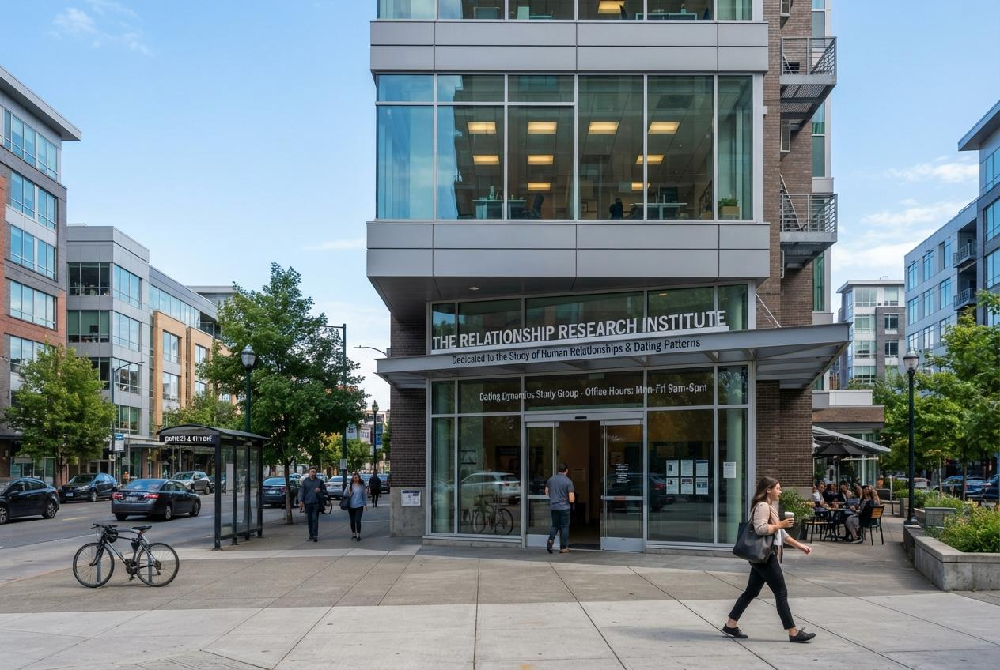 THE RELATIONSHIP RESEARCH INSTITUTE
Dedicated to the Study of Human Relationships & Dating Patterns
Dating Dynamics Study Group - Office Hours: Mon-Fri 9am-5pm